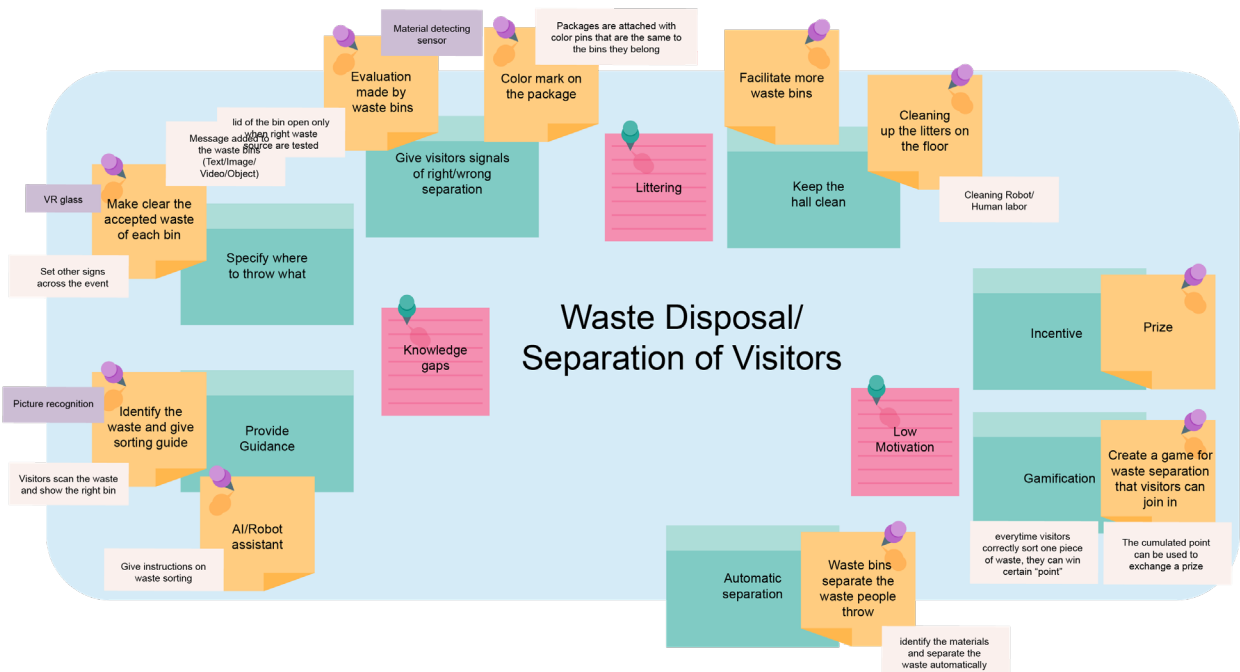 Material detecting
sensor
Packages are attached with
color pins that are the same to
the bins they belong
Evaluation
made by
waste bins
Color mark on
the package
Facilitate more
waste bins
Cleaning
up the litters on
the floor
lid of the bin open only
when right waste
source are tested
Message added to
the waste bins
(Text/Image/
Video/Object)
Give visitors signals
of right/wrong
separation
Littering
Keep the
hall clean
Cleaning Robot/
Human labor
VR glass
Make clear the
accepted waste
of each bin
Set other signs
across the event
Specify where
to throw what
Knowledge
gaps
Waste Disposal/
Separation of Visitors
Incentive
Prize
Picture recognition
Identify the
waste and give
sorting guide
Provide
Guidance
Visitors scan the waste
and show the right bin
AI/Robot
assistant
Give instructions on
waste sorting
Low
Motivation
Gamification
Create a game for
waste separation
that visitors can
join in
everytime visitors
correctly sort one piece
of waste, they can win
certain “point”
The cumulated point
can be used to
exchange a prize
Automatic
separation
Waste bins
separate the
waste people
throw
identify the materials
and separate the
waste automatically